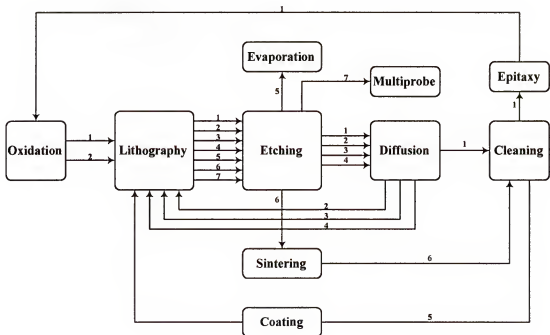 1
Evaporation
5
7
Multiprobe
Epitaxy
1
Oxidation
1
2
Lithography
1
2
3
4
5
6
7
Etching
1
2
3
4
Diffusion
1
Cleaning
2
3
4
6
Sintering
6
Coating
5